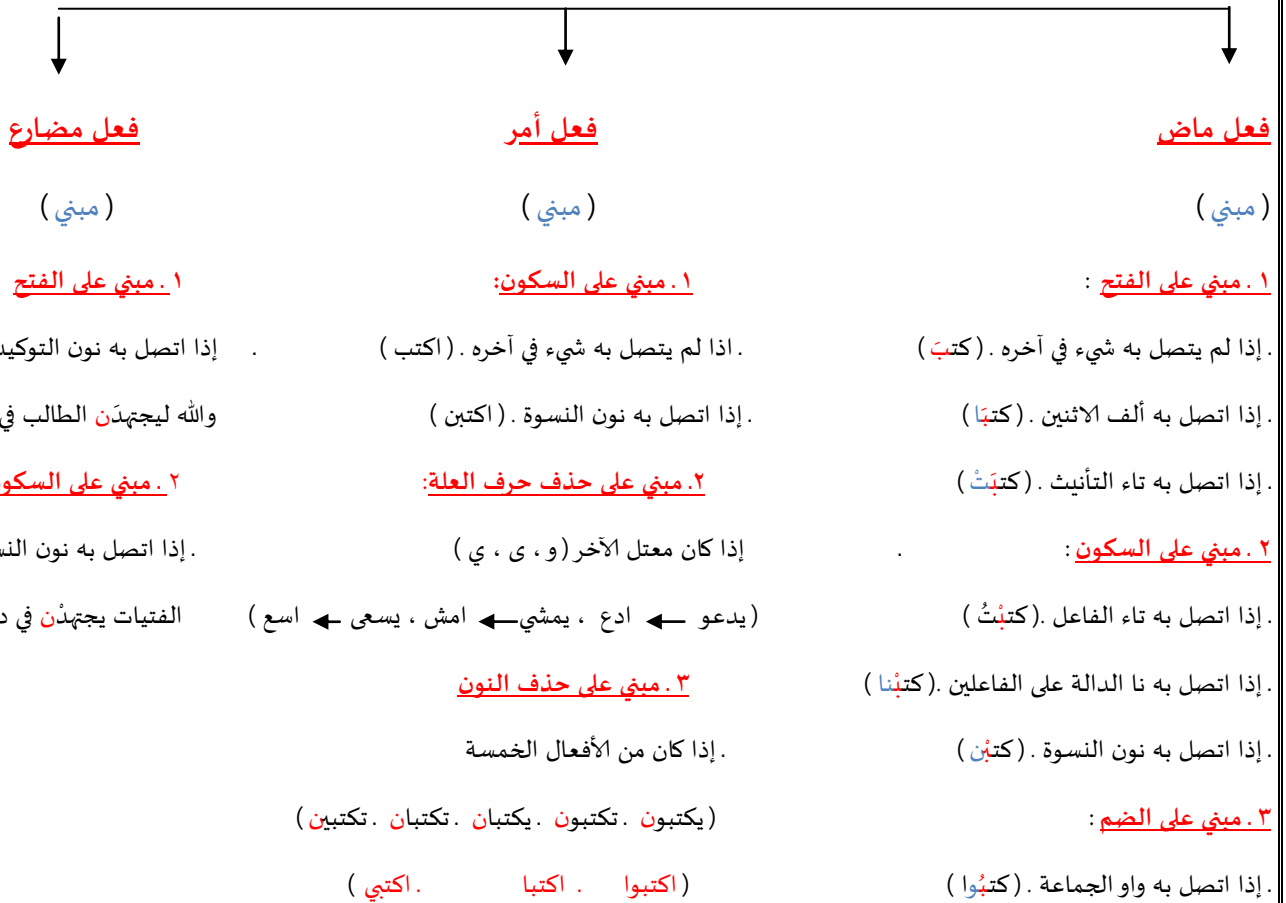 فعل ماض فعل أمر فعل مضارع
( مبني ) ( مبني ) ( مبني )
١ . مبني على الفتح : ١ . مبني على السكون: ١ . مبني على الفتح
. إذا لم يتصل به شيء في آخره . ( كتبَ ) . اذا لم يتصل به شيء في آخره . ( اكتب ) . إذا اتصل به نون التوكيد
. إذا اتصل به ألف الاثنين . ( كتبَا ) . إذا اتصل به نون النسوة . ( اكتبن ) والله ليجتهدَن الطالب في
. إذا اتصل به تاء التأنيث . ( كتبَتْ ) ٢. مبني على حذف حرف العلة: ٢ . مبني على السكو
٢ . مبني على السكون : . إذا كان معتل الآخر ( و ، ى ، ي ) . إذا اتصل به نون النس
. إذا اتصل به تاء الفاعل .( كتبْتُ ) ( يدعو ← ادع ، يمشي← امش ، يسعى ← اسع ) الفتيات يجتهدْن في د
. إذا اتصل به نا الدالة على الفاعلين .( كتبْنا ) ٣ . مبني على حذف النون
. إذا اتصل به نون النسوة . ( كتبْن ) . إذا كان من الأفعال الخمسة
٣ . مبني على الضم : ( يكتبون . تكتبون . يكتبان . تكتبان . تكتبين )
. إذا اتصل به واو الجماعة . ( كتبُوا ) ( اكتبوا . اكتبا . اكتبي )